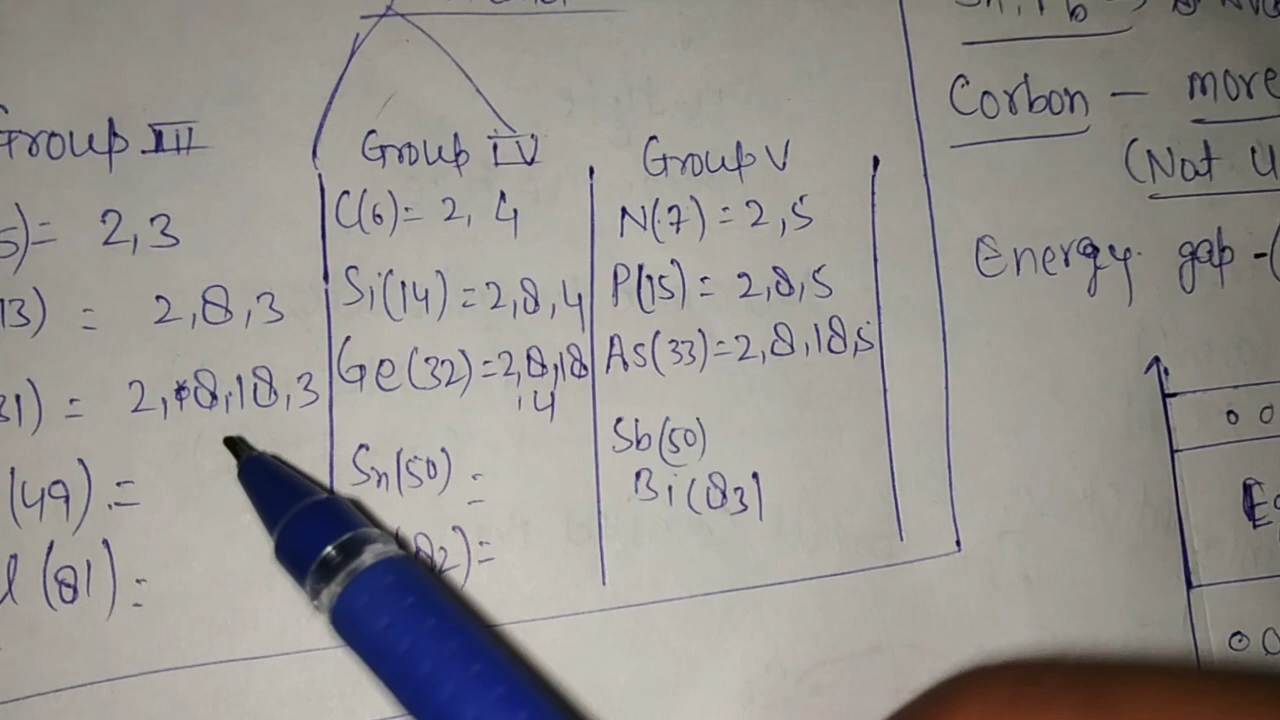 Group III
5)= 2,3
13) = 2,8,3
31) = 2,8,18,3
(49) =
l (81):
Group IV
C(6)= 2, 4
Si(14) = 2,8,4
Ge(32) = 2,8,18
,4
Sn(50) =
(82)=
Group V
N(7) = 2,5
P(15) = 2,8,5
As(33) = 2,8,18,5
Sb(50)
Bi(83)
Corbon - more
(Not
Energy gap -(